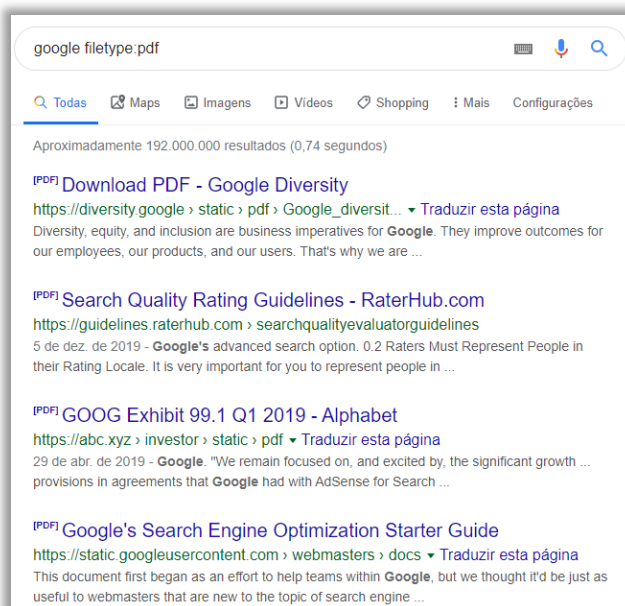 google filetype:pdf
Todas Maps Imagens Vídeos Shopping Mais Configurações
Aproximadamente 192.000.000 resultados (0,74 segundos)
[PDF] Download PDF - Google Diversity
https://diversity.google › static › pdf › Google_diversit... ▾ Traduzir esta página
Diversity, equity, and inclusion are business imperatives for Google. They improve outcomes for
our employees, our products, and our users. That's why we are ...
[PDF] Search Quality Rating Guidelines - RaterHub.com
https://guidelines.raterhub.com › searchqualityevaluatorguidelines
5 de dez. de 2019 - Google's advanced search option. 0.2 Raters Must Represent People in
their Rating Locale. It is very important for you to represent people in ...
[PDF] GOOG Exhibit 99.1 Q1 2019 - Alphabet
https://abc.xyz › investor › static › pdf ▾ Traduzir esta página
29 de abr. de 2019 - Google. "We remain focused on, and excited by, the significant growth ...
provisions in agreements that Google had with AdSense for Search ...
[PDF] Google's Search Engine Optimization Starter Guide
https://static.googleusercontent.com › webmasters › docs ▾ Traduzir esta página
This document first began as an effort to help teams within Google, but we thought it'd be just as
useful to webmasters that are new to the topic of search engine ...